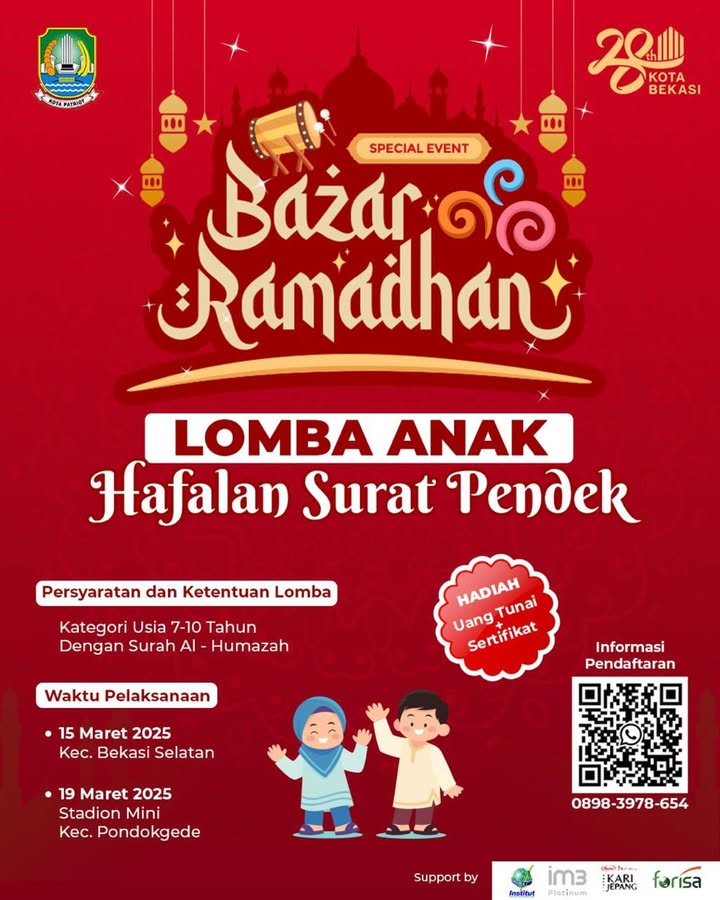 KOTA PATRIOT
28th
KOTA
BEKASI
SPECIAL EVENT
Bazar
Ramadhan
LOMBA ANAK
Hafalan Surat Pendek
Persyaratan dan Ketentuan Lomba
Kategori Usia 7-10 Tahun
Dengan Surah Al - Humazah
HADIAH
Uang Tunai
+
Sertifikat
Waktu Pelaksanaan
• 15 Maret 2025
Kec. Bekasi Selatan
• 19 Maret 2025
Stadion Mini
Kec. Pondokgede
Informasi
Pendaftaran
0898-3978-654
Support by
Institut
im3
Platinum
KARI
JEPANG
forisa